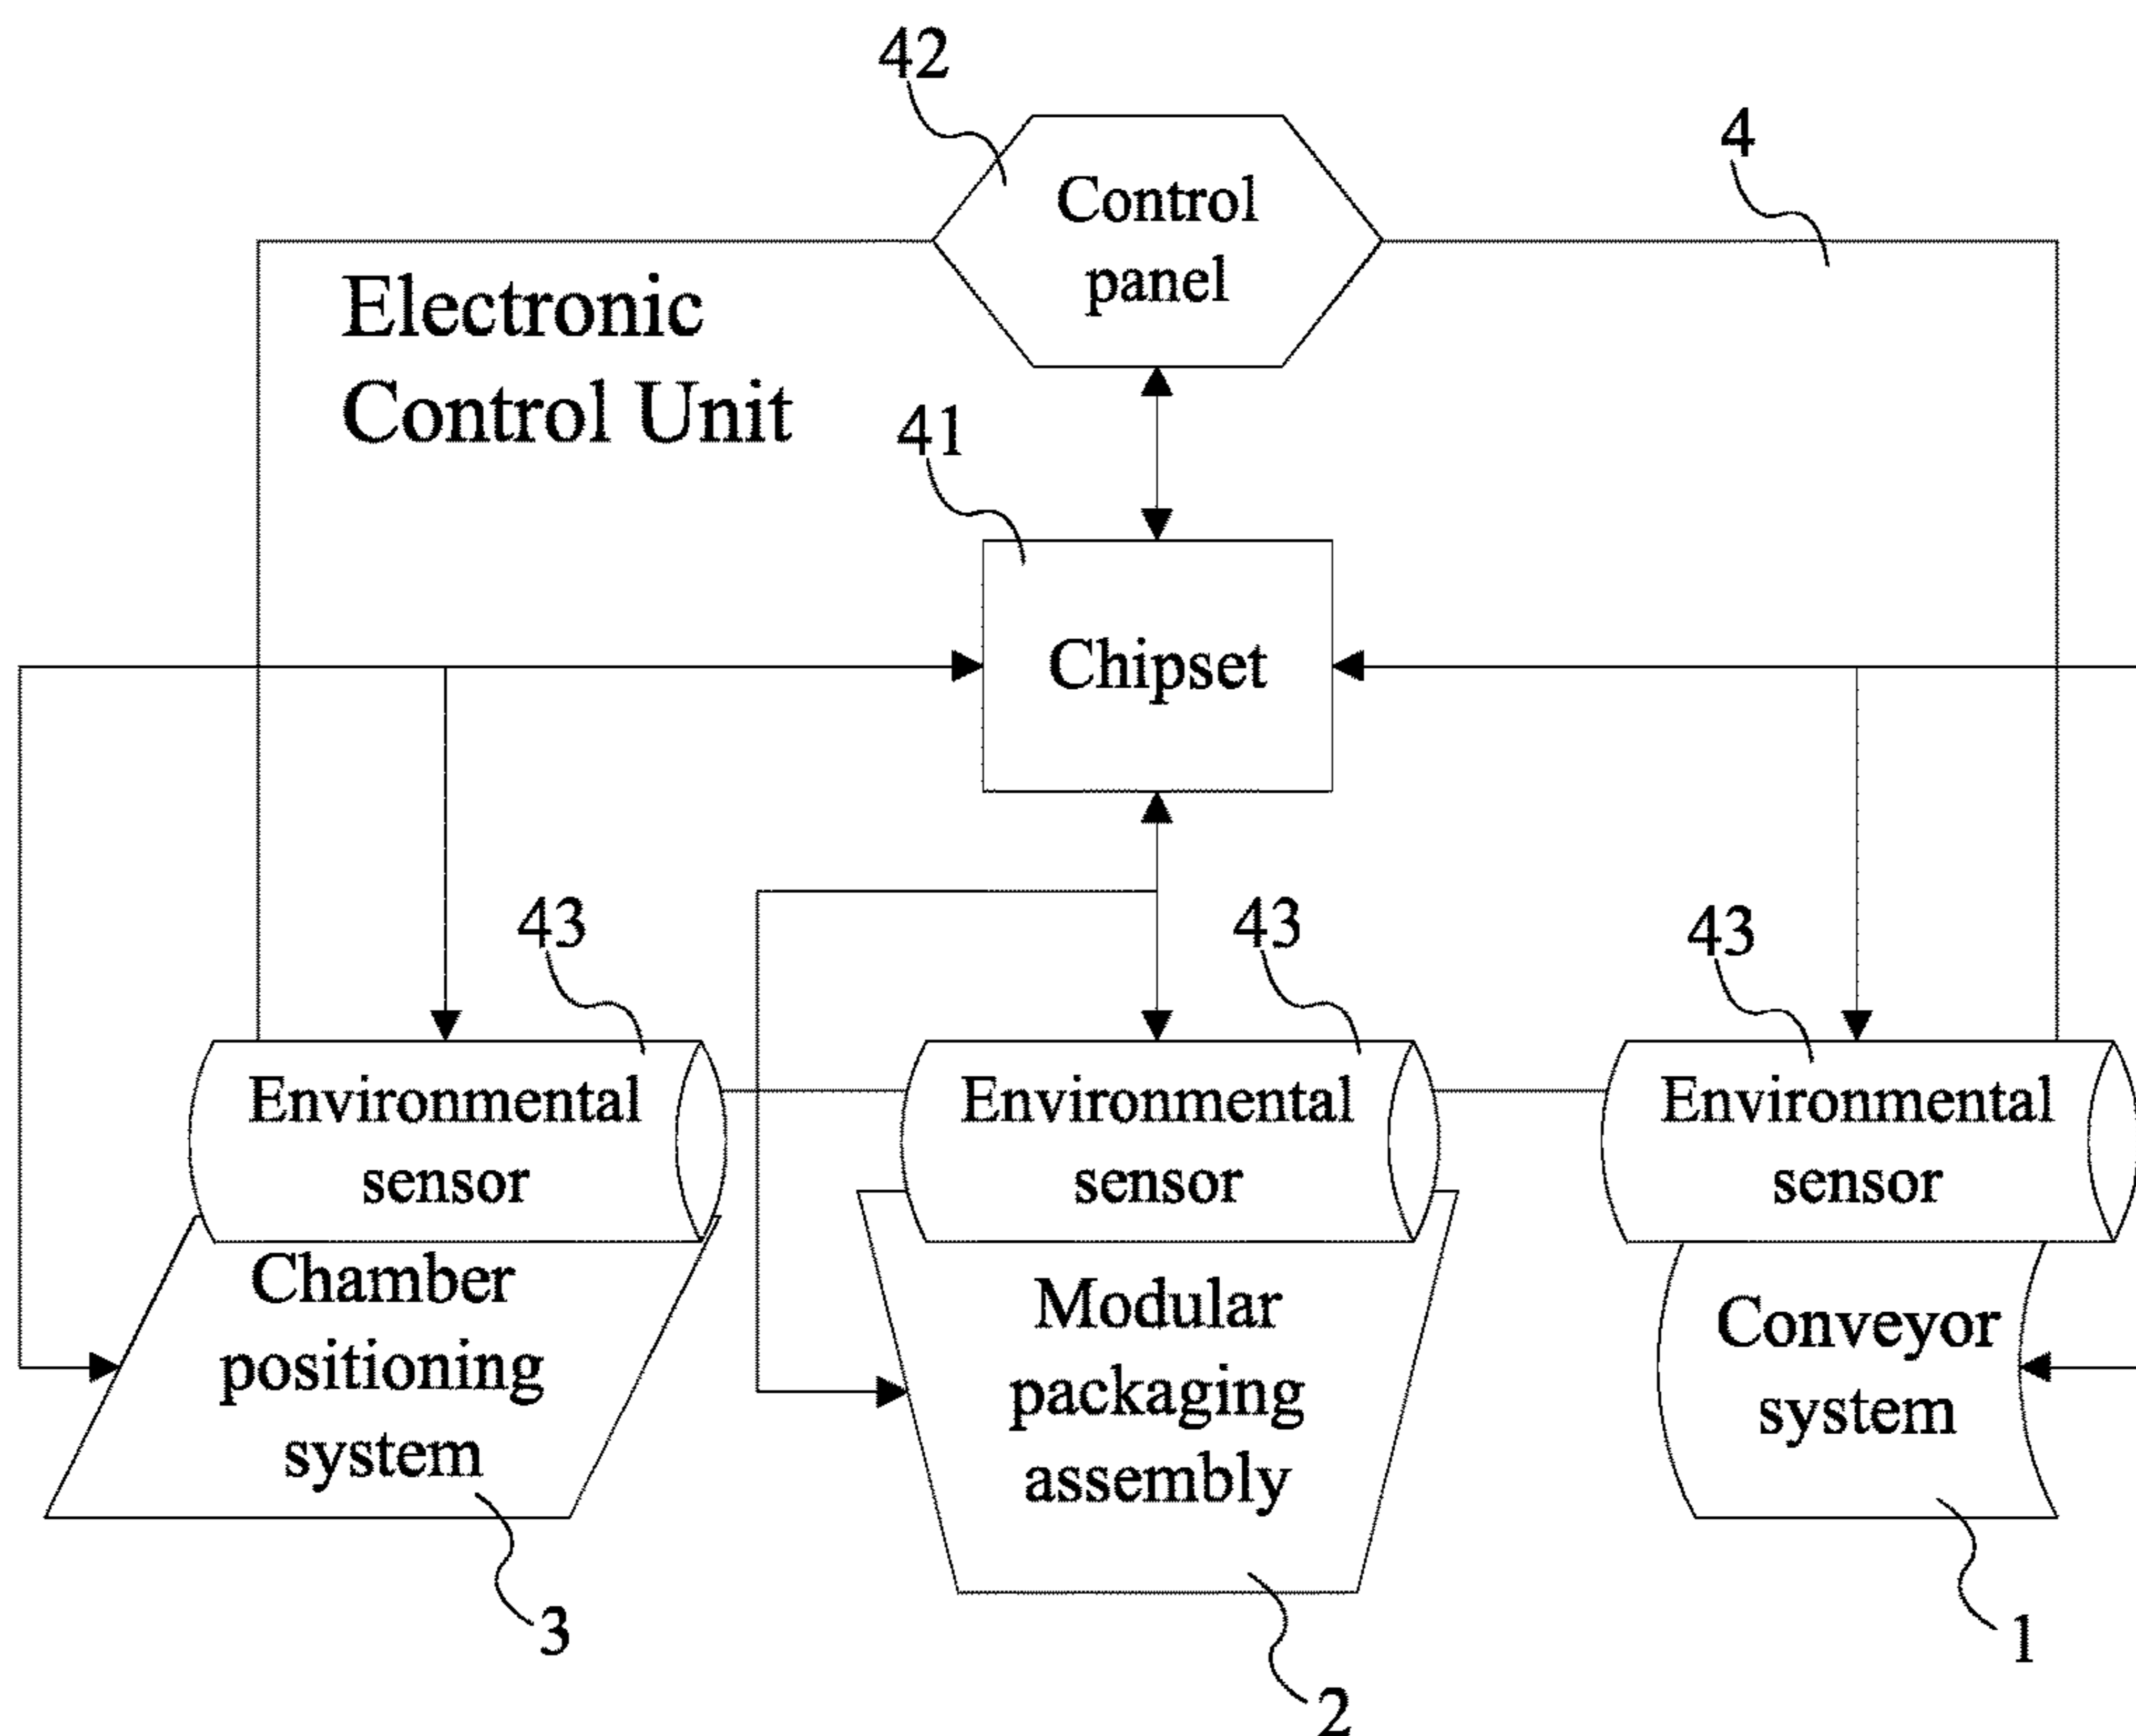 42
4
Control
panel
Electronic
Control Unit
41
Chipset
43
43
43
Environmental
sensor
Environmental
sensor
Environmental
sensor
Chamber
positioning
system
Modular
packaging
assembly
Conveyor
system
3
2
1